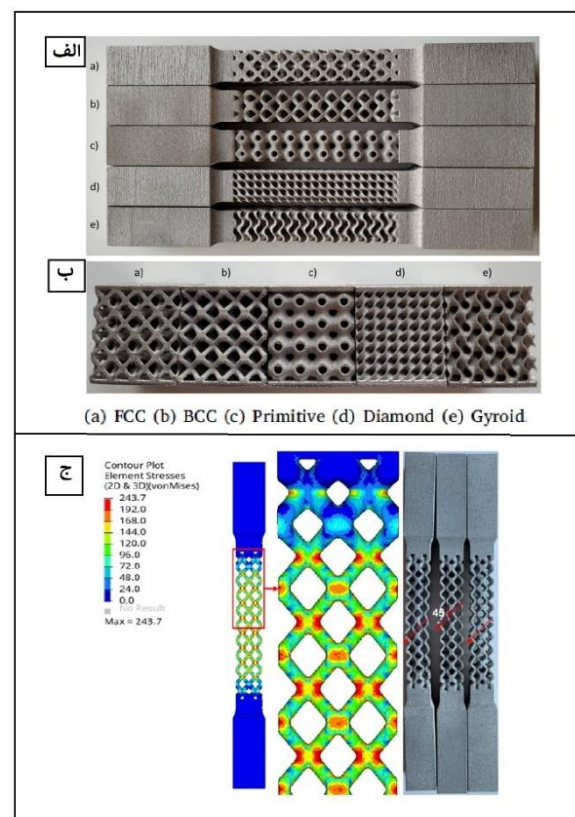 الف
a)
b)
c)
d)
e)
ب
a) b) c) d) e)
(a) FCC (b) BCC (c) Primitive (d) Diamond (e) Gyroid
ج
Contour Plot
Element Stresses
(2D & 3D)(vonMises)
243.7
192.0
168.0
144.0
120.0
96.0
72.0
48.0
24.0
0.0
No Result
Max = 243.7
45